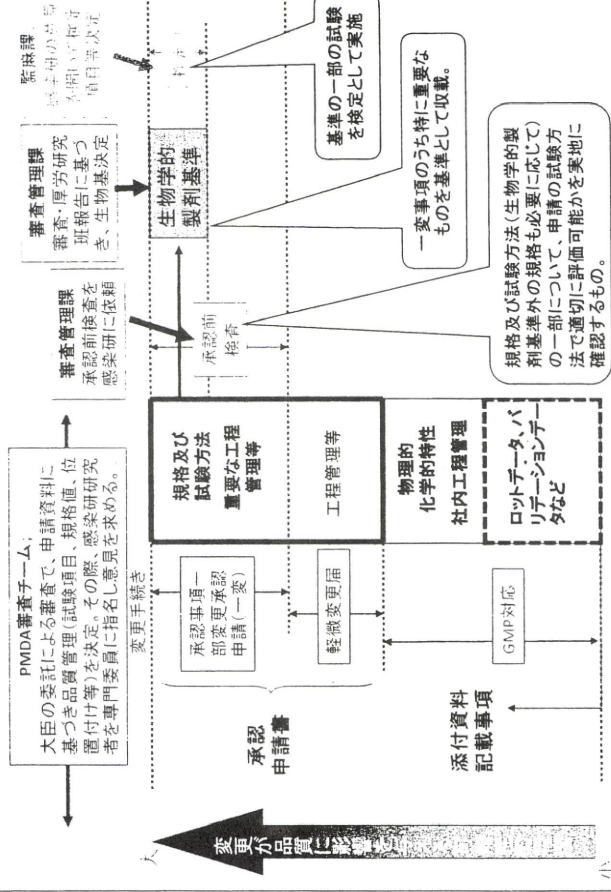 PMDA審査チーム;
大臣の委託による審査で、申請資料に
基づき品質管理(試験項目、規格値、位
置付け等)を決定。その際、感染研研究
者を専門委員に指名し意見を求める。
審査管理課
承認前検査を
感染研に依頼
審査管理課
審査・厚労研究
班報告に基づ
き、生物基決定
監麻課
項目等決定
変更手続き
大
変更が品質に影響
小
承認
申請書
添付資料
記載事項
承認事項一
部変更承認
申請(一変)
軽微変更届
GMP対応
規格及び
試験方法
重要な工程
管理等
工程管理等
物理的
化学的特性
社内工程管理
ロットデータ、バ
リデーションデー
タなど
承認前
検査
生物学的
製剤基準
基準の一部の試験
を検定として実施
一変事項のうち特に重要な
ものを基準として収載。
規格及び試験方法(生物学的製
剤基準外の規格も必要に応じて)
の一部について、申請の試験方
法で適切に評価可能かを実地に
確認するもの。